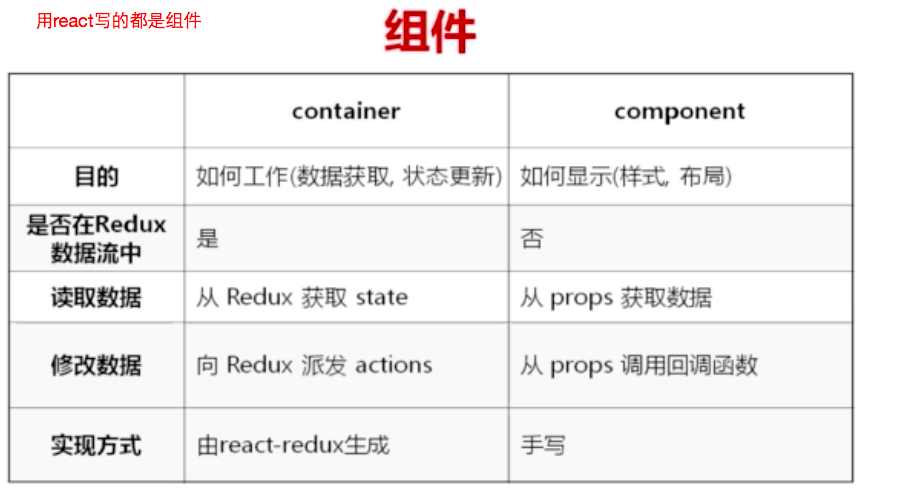 用react写的都是组件
组件
container component
目的 如何工作(数据获取, 状态更新) 如何显示(样式, 布局)
是否在Redux
数据流中 是 否
读取数据 从 Redux 获取 state 从 props 获取数据
修改数据 向 Redux 派发 actions 从 props 调用回调函数
实现方式 由react-redux生成 手写